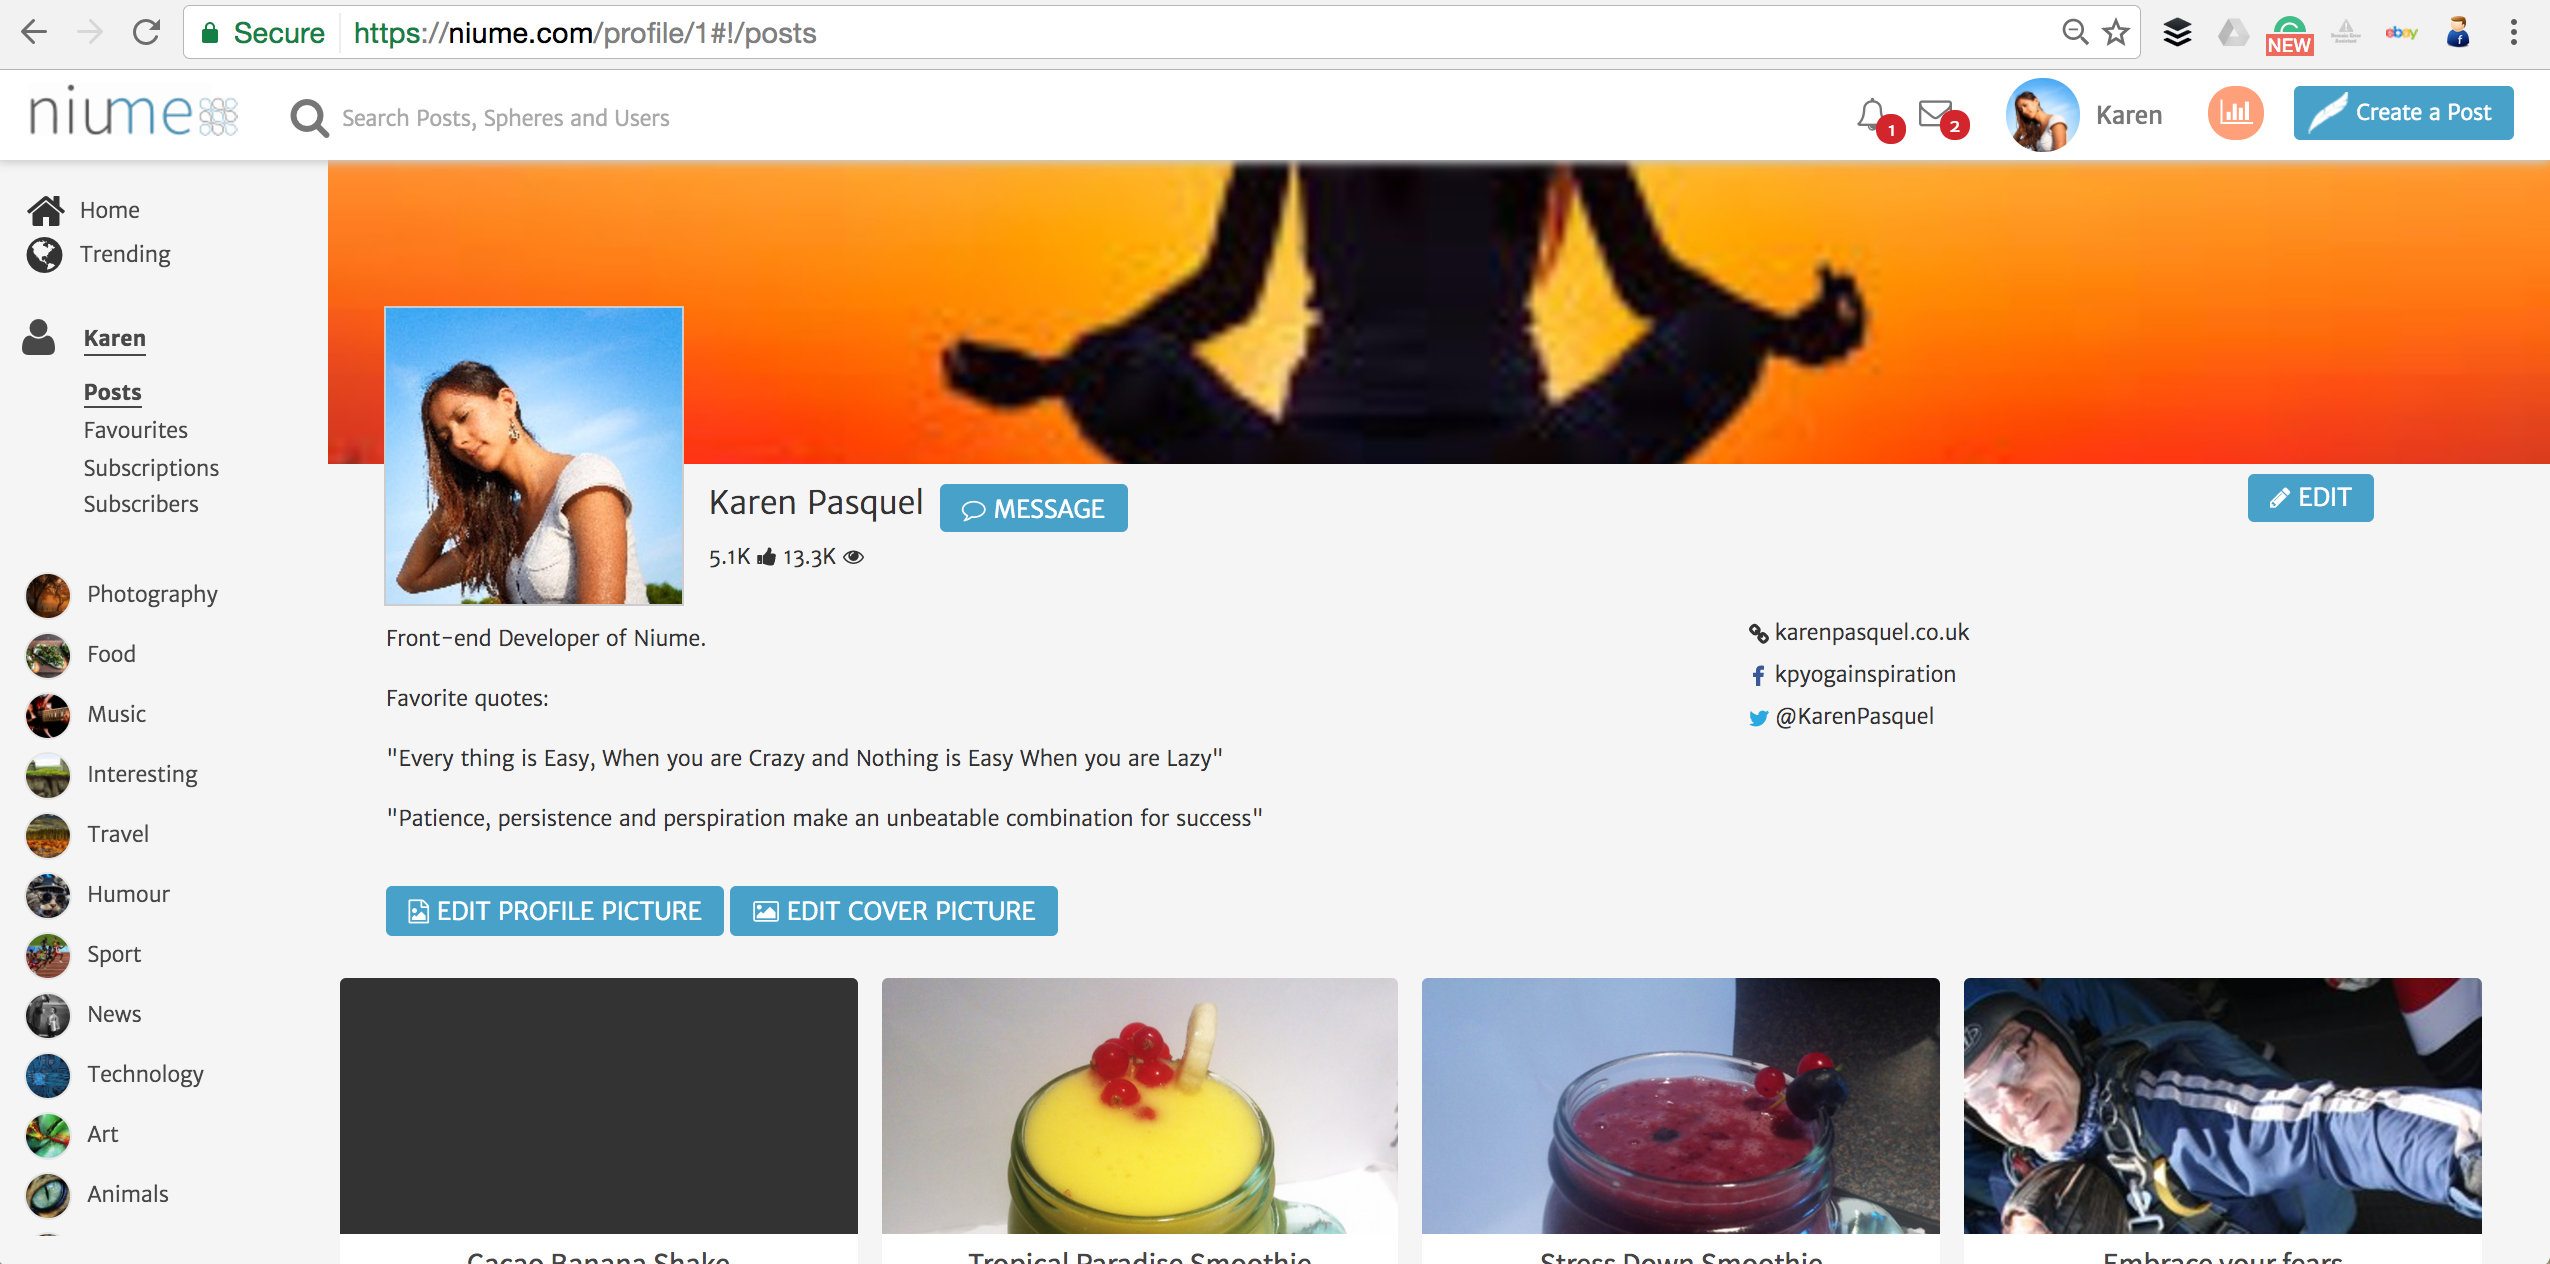 Secure https://niume.com/profile/1#!/posts
NEW
ebay
niume
Search Posts, Spheres and Users
1
2
Karen
Create a Post
Home
Trending
Karen
Posts
Favourites
Subscriptions
Subscribers
Photography
Food
Music
Interesting
Travel
Humour
Sport
News
Technology
Art
Animals
Karen Pasquel
MESSAGE
EDIT
5.1K 13.3K
Front-end Developer of Niume.
Favorite quotes:
"Every thing is Easy, When you are Crazy and Nothing is Easy When you are Lazy"
"Patience, persistence and perspiration make an unbeatable combination for success"
karenpasquel.co.uk
kpyogainspiration
@KarenPasquel
EDIT PROFILE PICTURE
EDIT COVER PICTURE
Cacao Banana Shake
Tropical Paradise Smoothie
Stress Down Smoothie
Embrace your fears